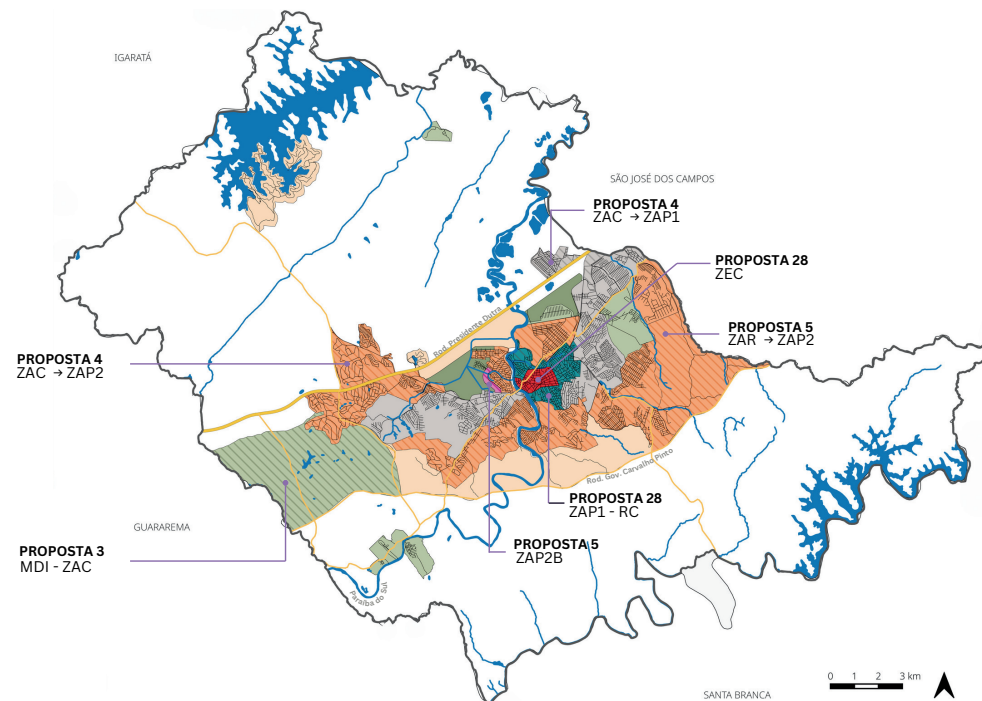 IGARATÁ
SÃO JOSÉ DOS CAMPOS
PROPOSTA 4
ZAC → ZAP1
PROPOSTA 28
ZEC
Rod. Presidente Dutra
PROPOSTA 5
ZAR → ZAP2
PROPOSTA 4
ZAC → ZAP2
Rod. Gov. Carvalho Pinto
PROPOSTA 28
ZAP1 - RC
GUARAREMA
PROPOSTA 5
ZAP2B
PROPOSTA 3
MDI - ZAC
Paraíba do Sul
0 1 2 3 km
SANTA BRANCA